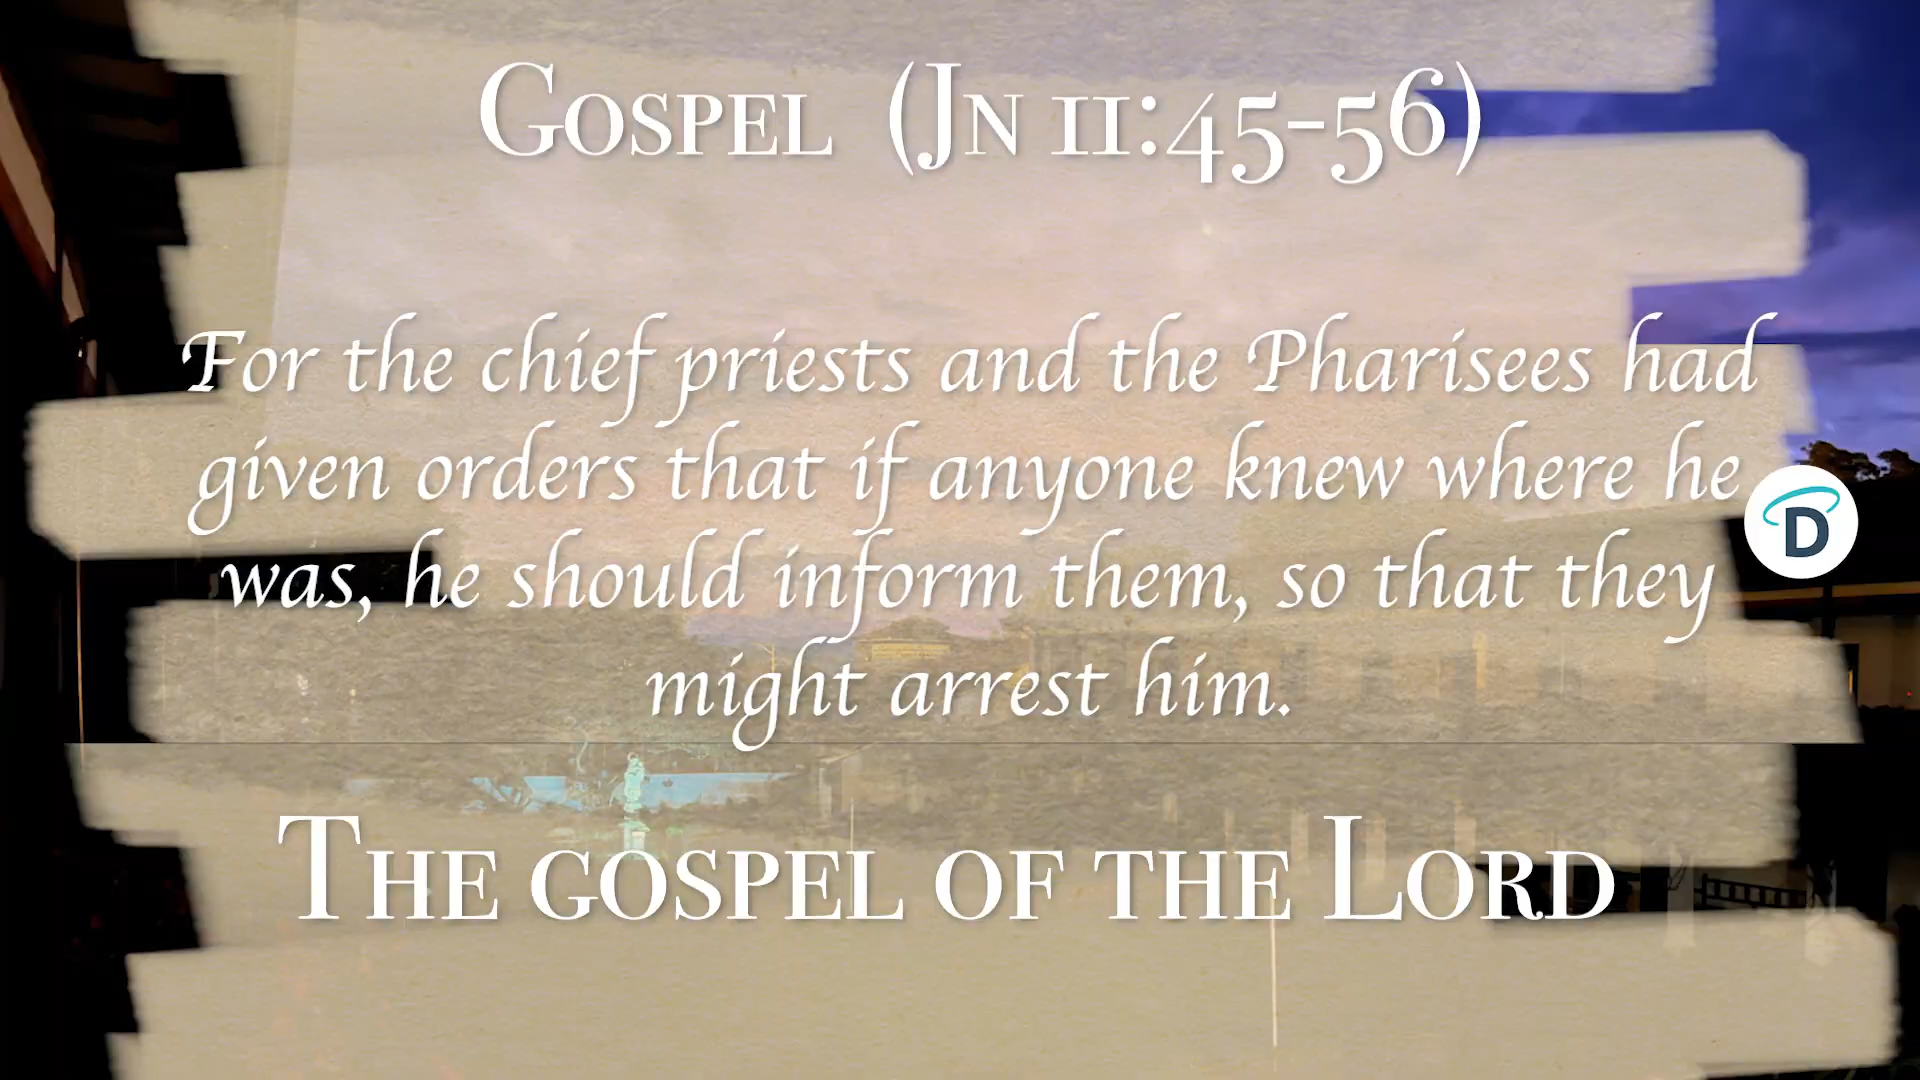 Gospel (Jn 11:45-56)
For the chief priests and the Pharisees had
given orders that if anyone knew where he
was, he should inform them, so that they
might arrest him.
The gospel of the Lord
D